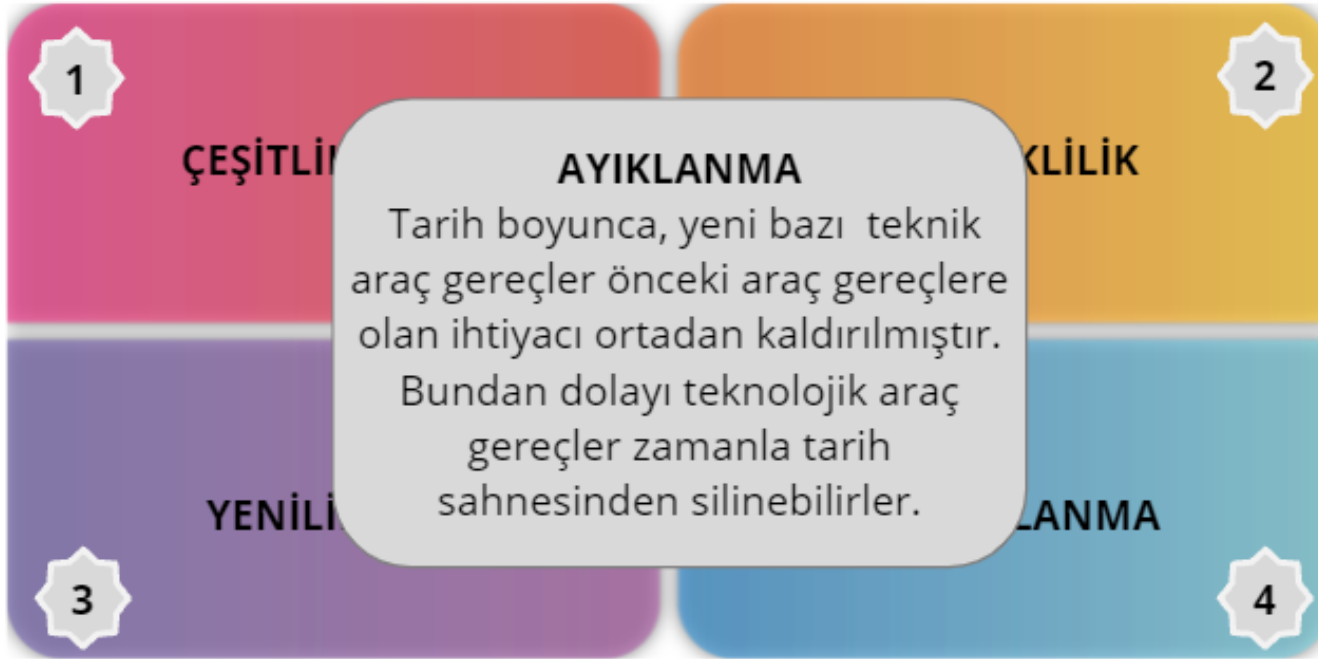 1
2
ÇEŞİTLİ
KLİLİK
AYIKLANMA
Tarih boyunca, yeni bazı teknik
araç gereçler önceki araç gereçlere
olan ihtiyacı ortadan kaldırılmıştır.
Bundan dolayı teknolojik araç
gereçler zamanla tarih
sahnesinden silinebilirler.
YENİLİ
LANMA
3
4